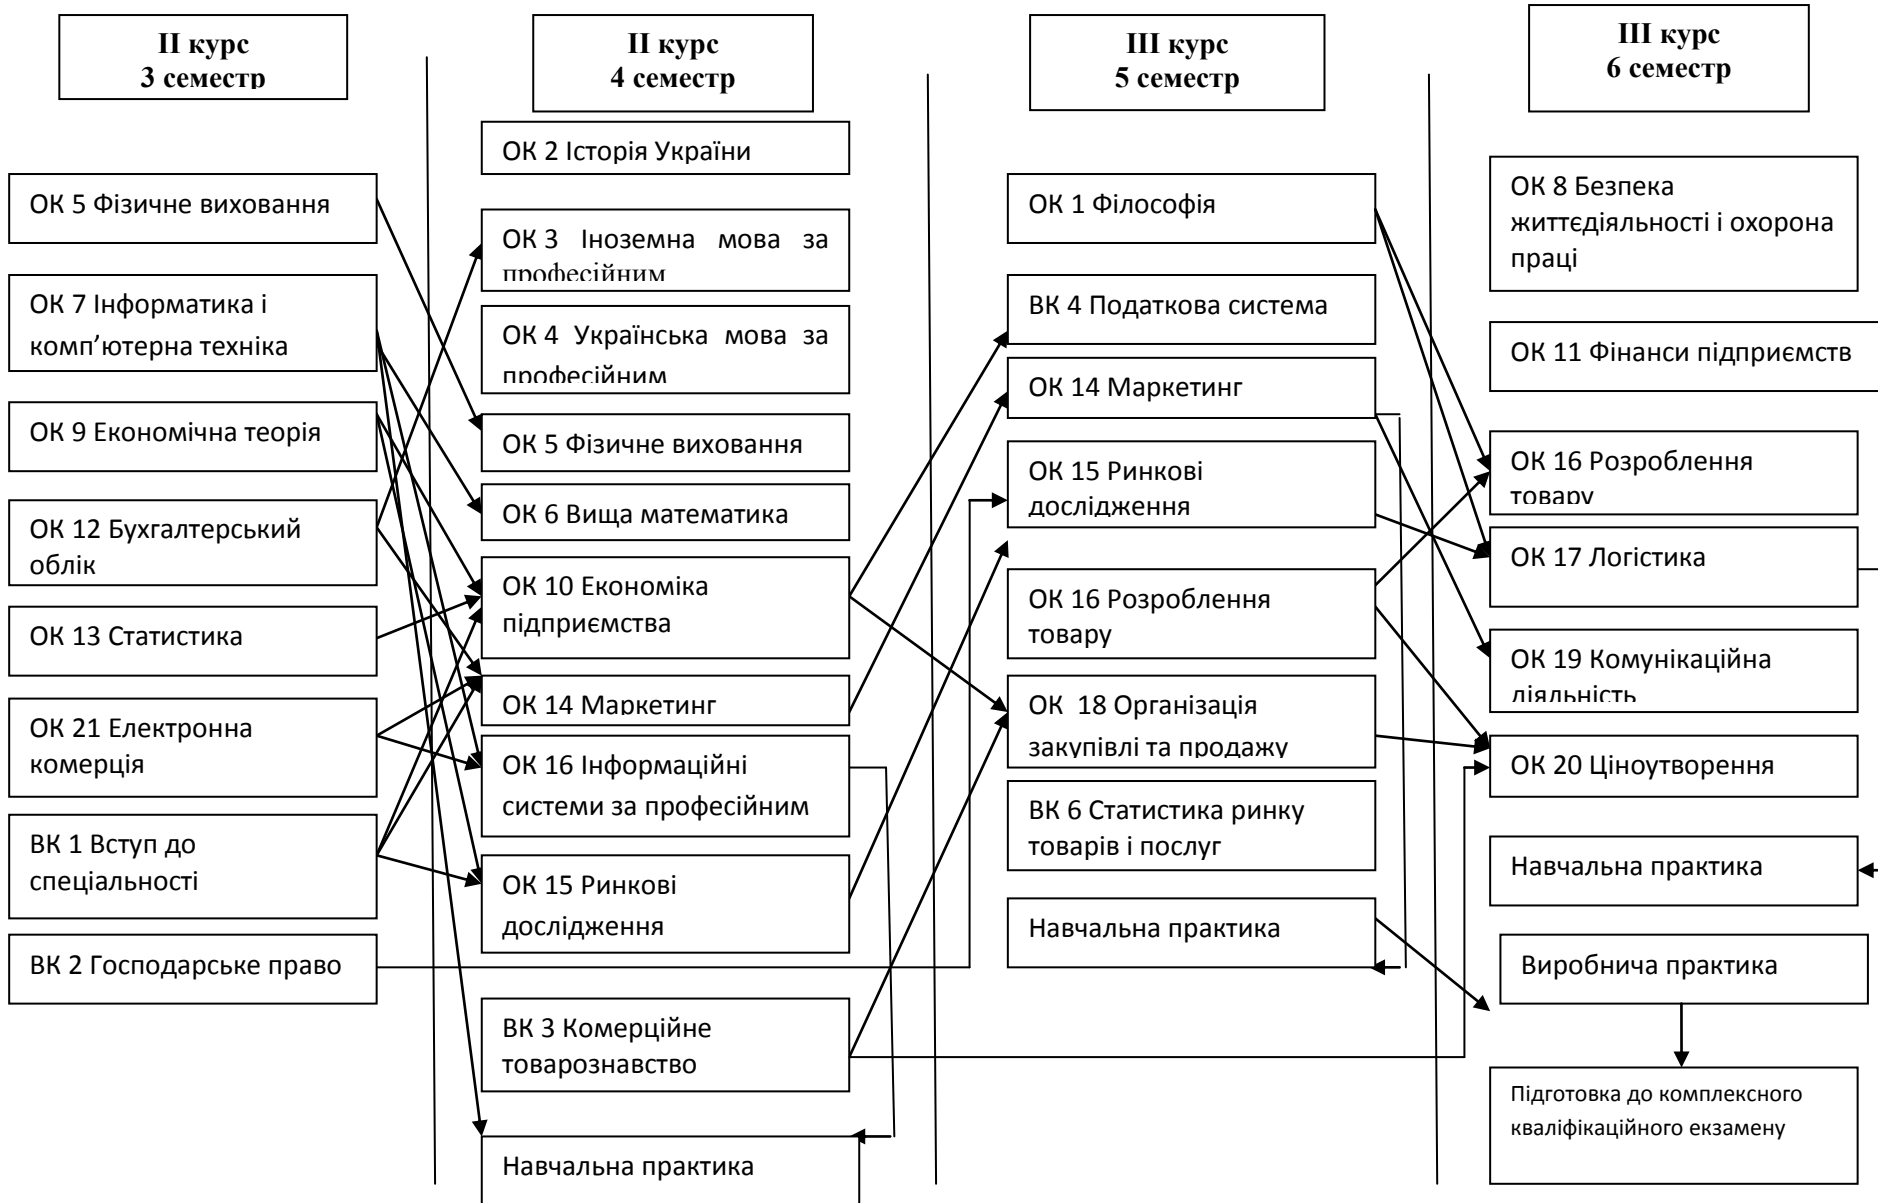 II курс
3 семестр
ОК 5 Фізичне виховання
ОК 7 Інформатика і
комп’ютерна техніка
ОК 9 Економічна теорія
ОК 12 Бухгалтерський
облік
ОК 13 Статистика
ОК 21 Електронна
комерція
ВК 1 Вступ до
спеціальності
ВК 2 Господарське право
II курс
4 семестр
ОК 2 Історія України
ОК 3 Іноземна мова за
професійним
ОК 4 Українська мова за
професійним
ОК 5 Фізичне виховання
ОК 6 Вища математика
ОК 10 Економіка
підприємства
ОК 14 Маркетинг
ОК 16 Інформаційні
системи за професійним
ОК 15 Ринкові
дослідження
ВК 3 Комерційне
товарознавство
Навчальна практика
III курс
5 семестр
ОК 1 Філософія
ВК 4 Податкова система
ОК 14 Маркетинг
ОК 15 Ринкові
дослідження
ОК 16 Розроблення
товару
ОК 18 Організація
закупівлі та продажу
ВК 6 Статистика ринку
товарів і послуг
Навчальна практика
III курс
6 семестр
ОК 8 Безпека
життєдіяльності і охорона
праці
ОК 11 Фінанси підприємств
ОК 16 Розроблення
товару
ОК 17 Логістика
ОК 19 Комунікаційна
діяльність
ОК 20 Ціноутворення
Навчальна практика
Виробнича практика
Підготовка до комплексного
кваліфікаційного екзамену